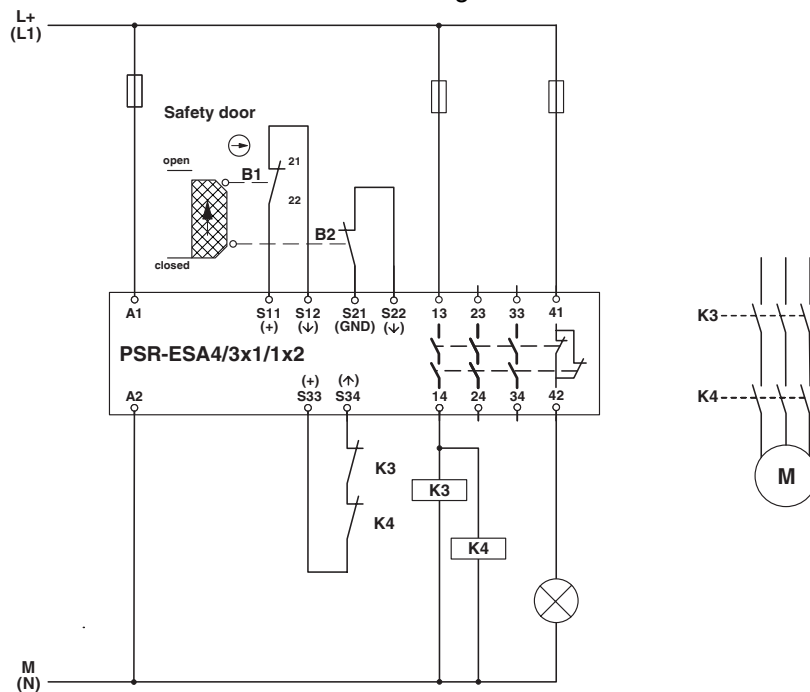 L+
(L1)
Safety door
open
B1
21
22
B2
closed
A1
S11
(+)
S12
(↓)
S21
(GND)
S22
(↓)
13
23
33
41
PSR-ESA4/3x1/1x2
A2
(+)
S33
(↑)
S34
14
24
34
42
K3
K4
K3
K4
K3
K4
M
M
(N)